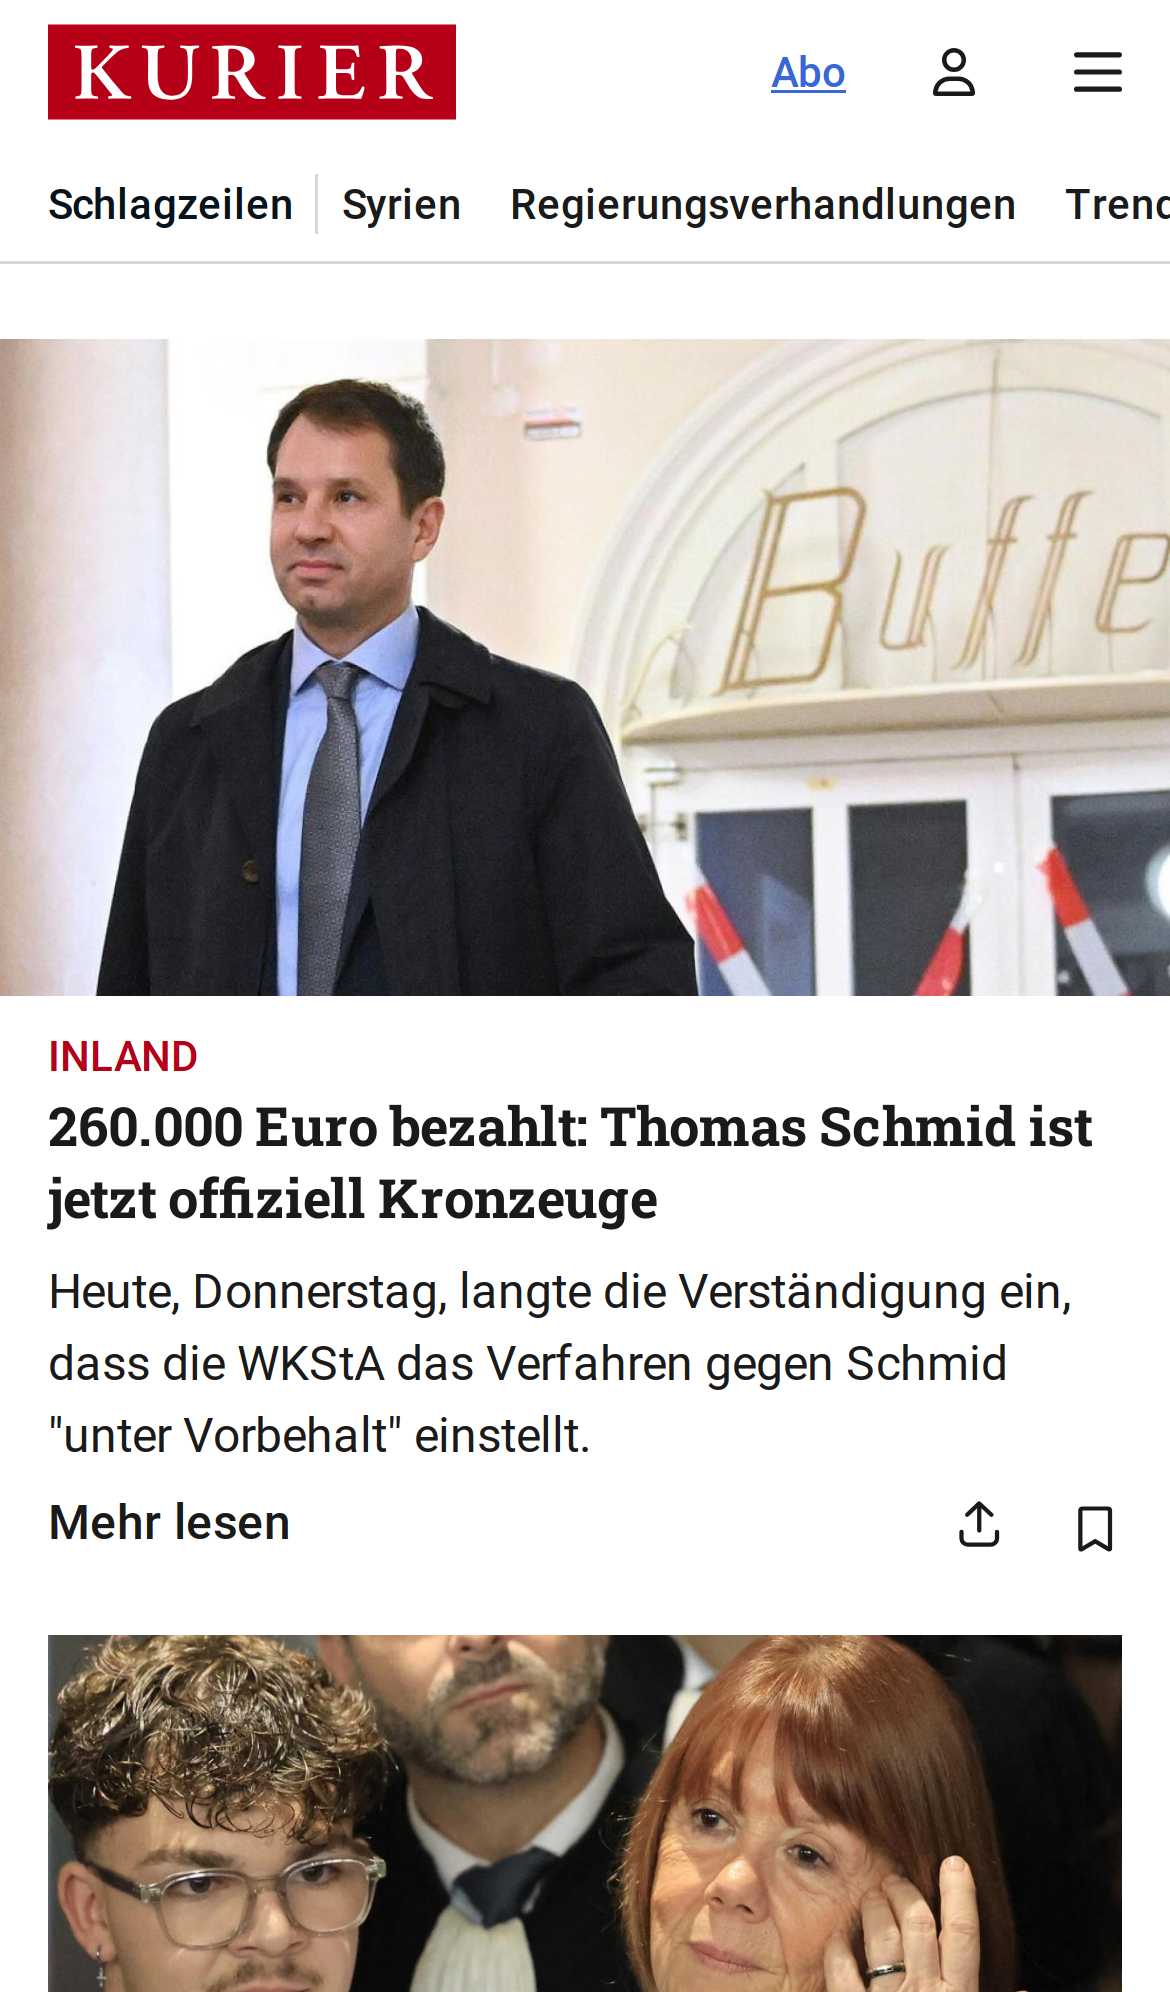 KURIER
Abo
Schlagzeilen Syrien Regierungsverhandlungen Trend
Buffe
INLAND
260.000 Euro bezahlt: Thomas Schmid ist
jetzt offiziell Kronzeuge
Heute, Donnerstag, langte die Verständigung ein,
dass die WKStA das Verfahren gegen Schmid
"unter Vorbehalt" einstellt.
Mehr lesen